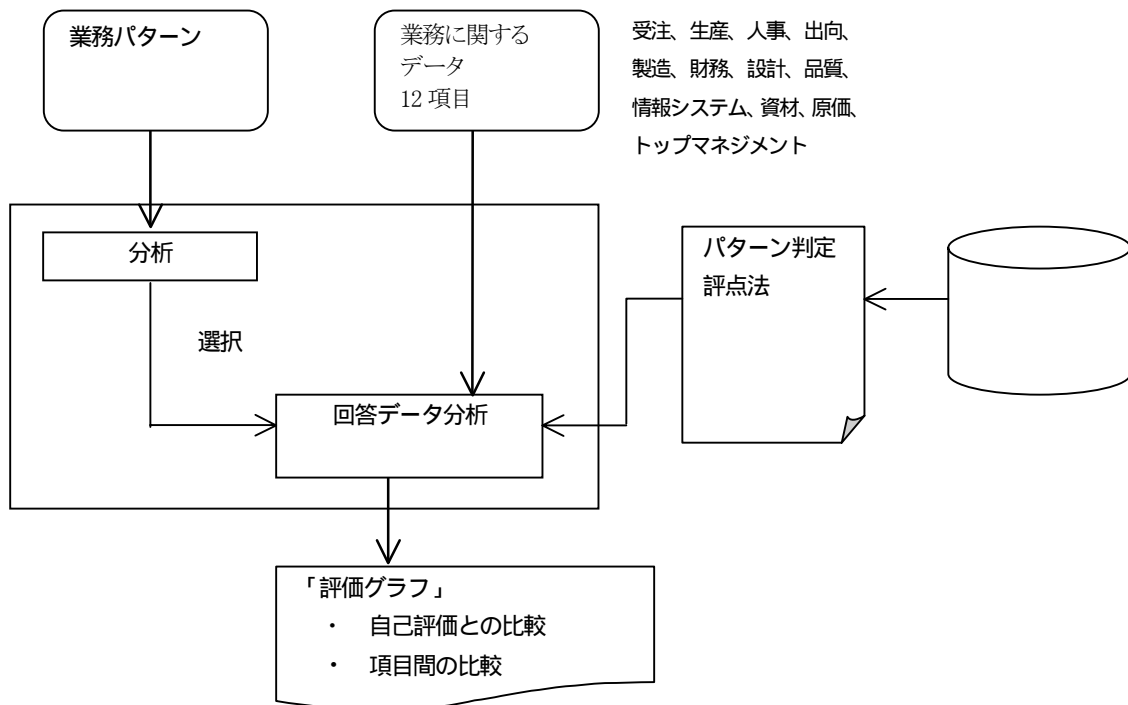 業務パターン
業務に関する
データ
12 項目
受注、生産、人事、出向、
製造、財務、設計、品質、
情報システム、資材、原価、
トップマネジメント
分析
選択
パターン判定
評点法
回答データ分析
「評価グラフ」
・ 自己評価との比較
・ 項目間の比較